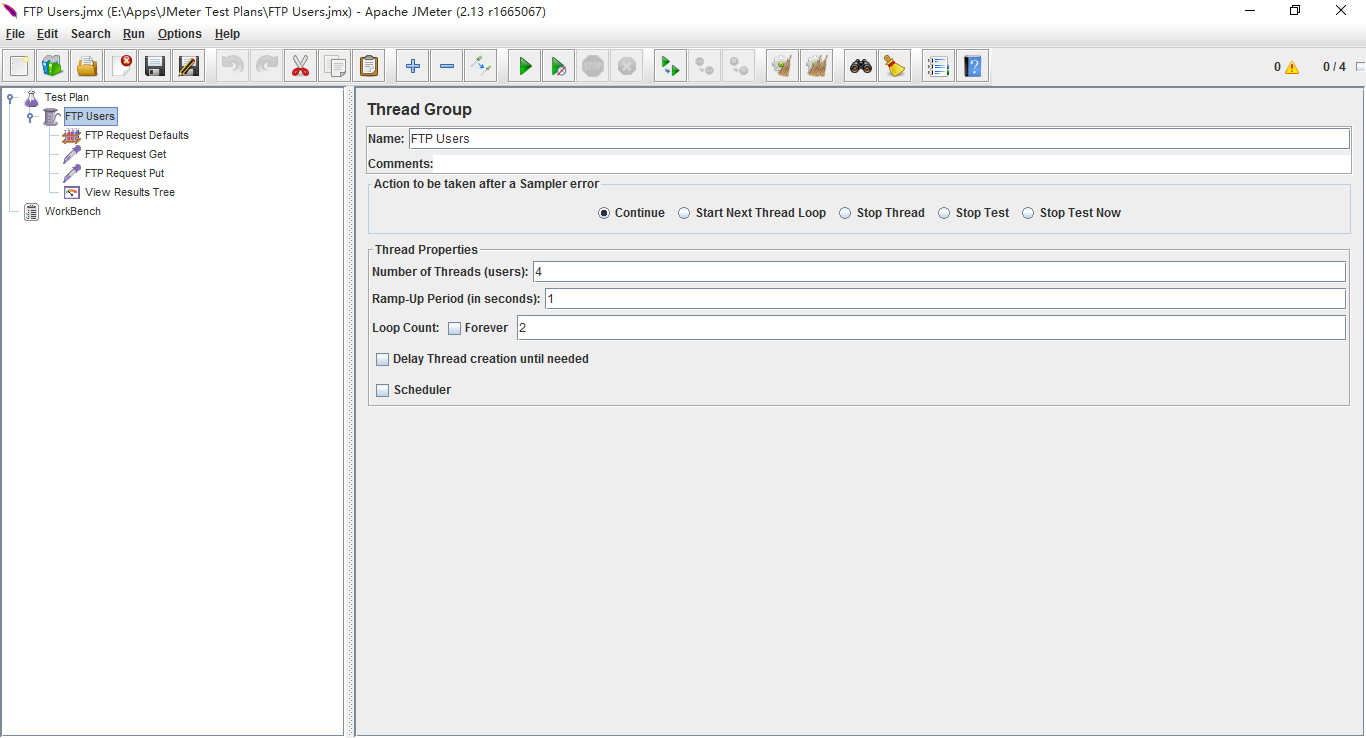 FTP Users.jmx (E:\Apps\JMeter Test Plans\FTP Users.jmx) - Apache JMeter (2.13 r1665067)
File Edit Search Run Options Help
STOP
0 0 / 4
?
Test Plan
FTP Users
FTP Request Defaults
FTP Request Get
FTP Request Put
View Results Tree
WorkBench
Thread Group
Name: FTP Users
Comments:
Action to be taken after a Sampler error
Continue Start Next Thread Loop Stop Thread Stop Test Stop Test Now
Thread Properties
Number of Threads (users): 4
Ramp-Up Period (in seconds): 1
Loop Count: Forever 2
Delay Thread creation until needed
Scheduler